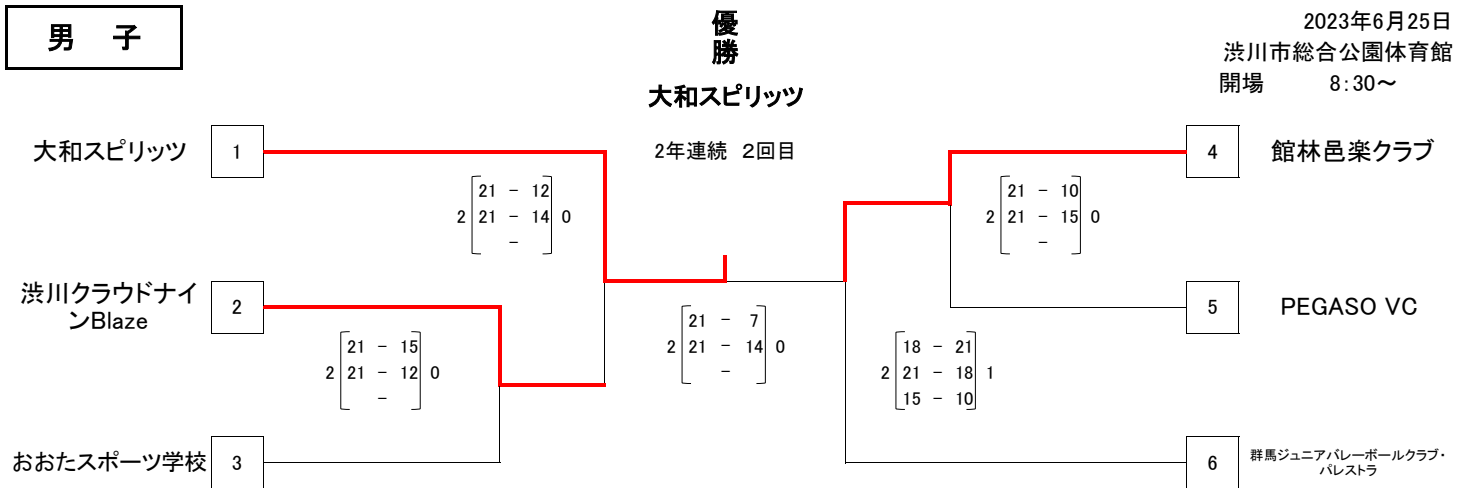 男 子
優
勝
大和スピリッツ
2年連続 2回目
2023年6月25日
渋川市総合公園体育館
開場 8:30～
大和スピリッツ 1
4 館林邑楽クラブ
21 - 12
2 21 - 14 0
-
21 - 10
2 21 - 15 0
-
渋川クラウドナイ
ンBlaze
2
5 PEGASO VC
21 - 7
2 21 - 14 0
-
21 - 15
2 21 - 12 0
-
18 - 21
2 21 - 18 1
15 - 10
おおたスポーツ学校 3
6 群馬ジュニアバレーボールクラブ・
パレストラ